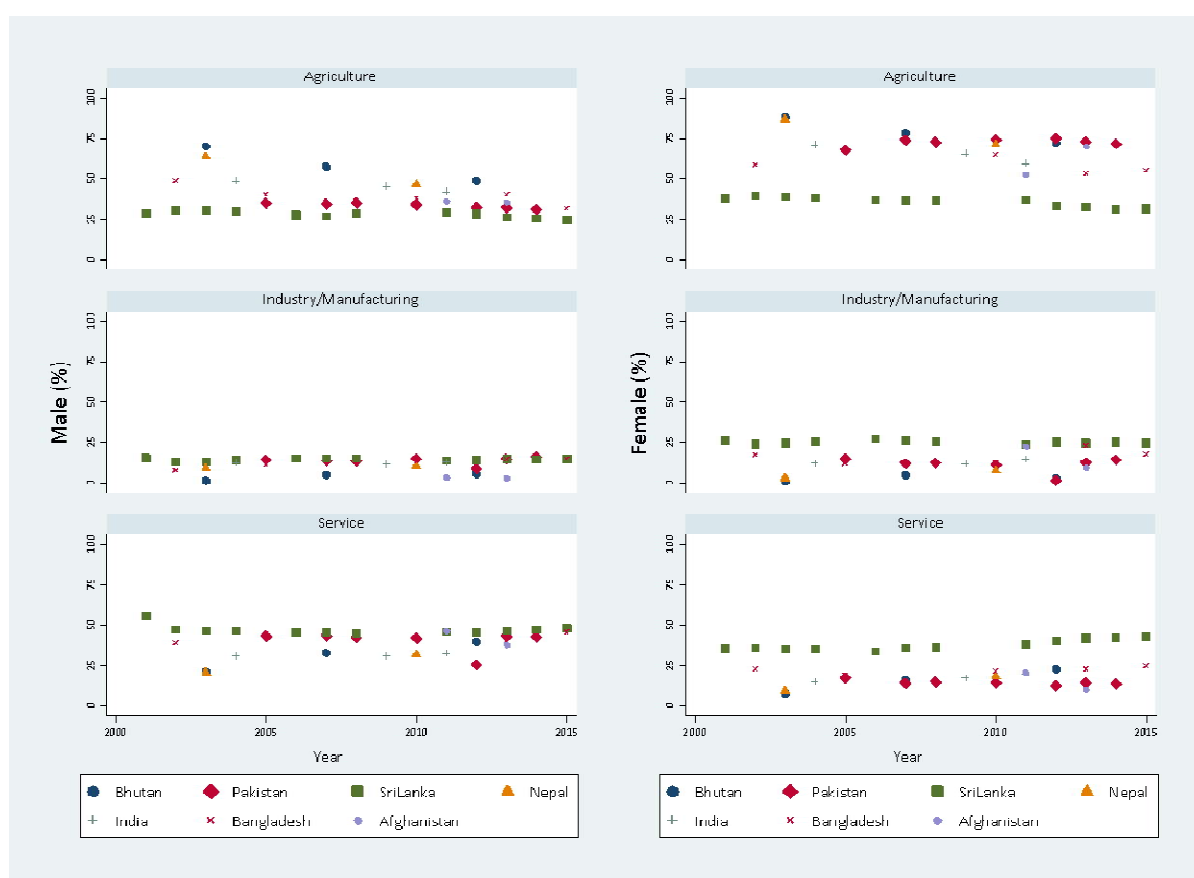 Agriculture
100
75
50
25
0
Industry/Manufacturing
100
75
50
25
0
Male (%)
Service
100
75
50
25
0
2000 2005 2010 2015
Year
Bhutan Pakistan SriLanka Nepal
India Bangladesh Afghanistan
Agriculture
100
75
50
25
0
Industry/Manufacturing
100
75
50
25
0
Female (%)
Service
100
75
50
25
0
2000 2005 2010 2015
Year
Bhutan Pakistan SriLanka Nepal
India Bangladesh Afghanistan